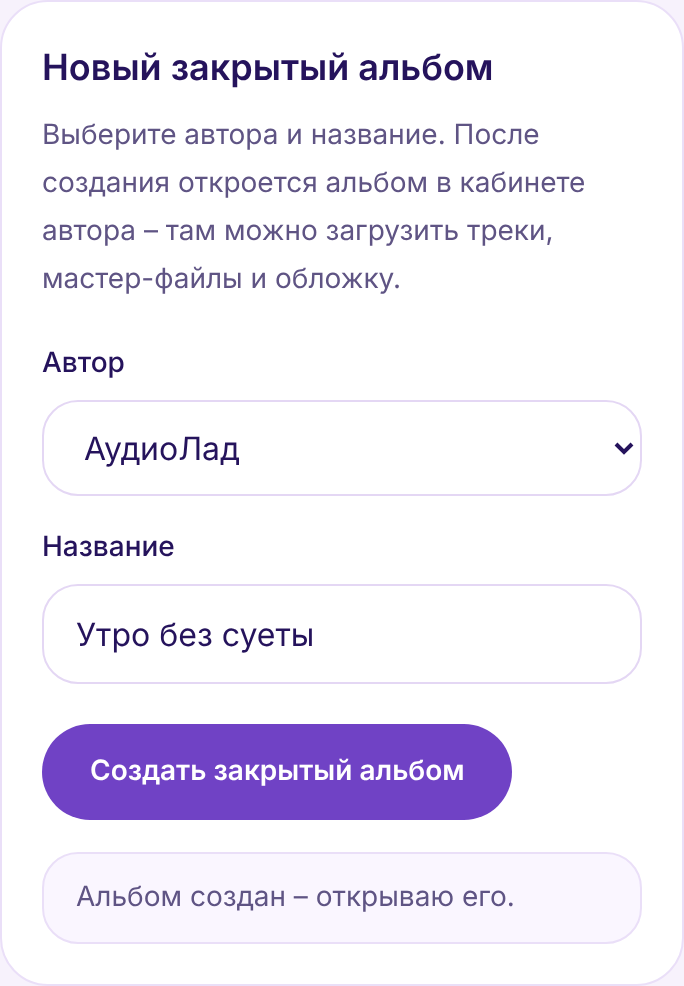 Новый закрытый альбом
Выберите автора и название. После
создания откроется альбом в кабинете
автора – там можно загрузить треки,
мастер-файлы и обложку.
Автор
АудиоЛад
Название
Утро без суеты
Создать закрытый альбом
Альбом создан – открываю его.